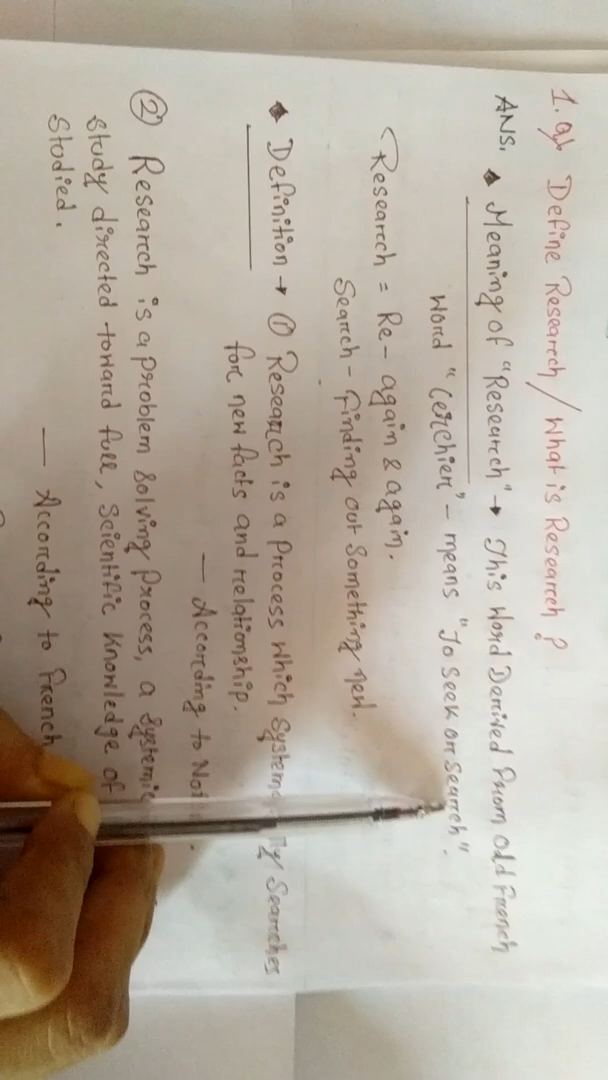 1. Q). Define Research / What is Research?
ANS. Meaning of "Research" → This Word Derived From Odd French
Word "Cerchier" - means "To Seek or Search".
Research = Re - again & again.
Search - Finding out Something new.
Definition → ① Research is a Process which Systems ly Searches
for new facts and relationship.
— According to Not
② Research is a problem Solving Process, a Systemic
Study directed toward full, Scientific Knowledge of
Studied.
— According to French